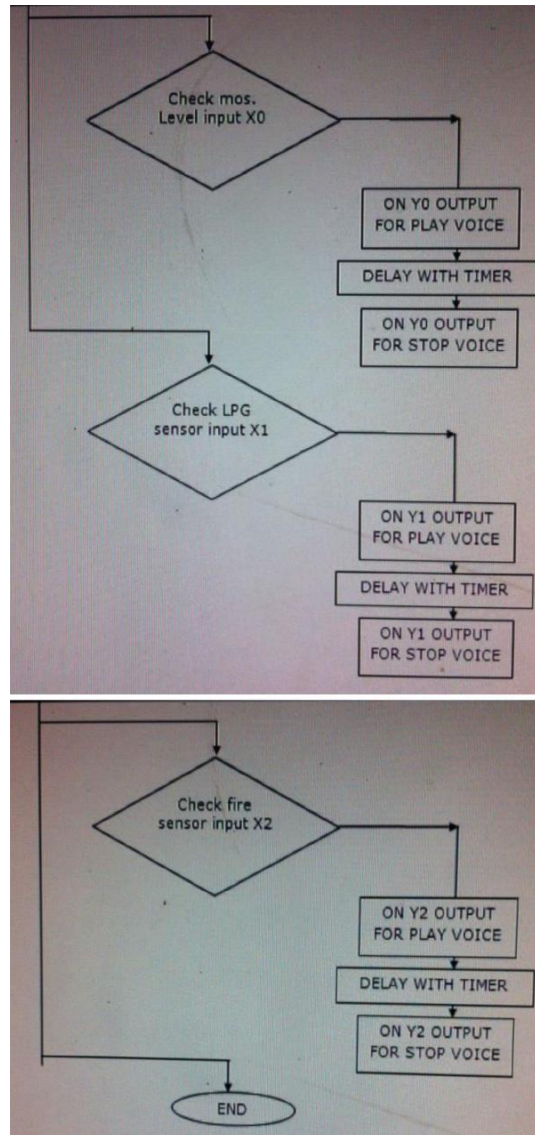 Check mos.
Level input X0
ON Y0 OUTPUT
FOR PLAY VOICE
DELAY WITH TIMER
ON Y0 OUTPUT
FOR STOP VOICE
Check LPG
sensor input X1
ON Y1 OUTPUT
FOR PLAY VOICE
DELAY WITH TIMER
ON Y1 OUTPUT
FOR STOP VOICE
Check fire
sensor input X2
ON Y2 OUTPUT
FOR PLAY VOICE
DELAY WITH TIMER
ON Y2 OUTPUT
FOR STOP VOICE
END